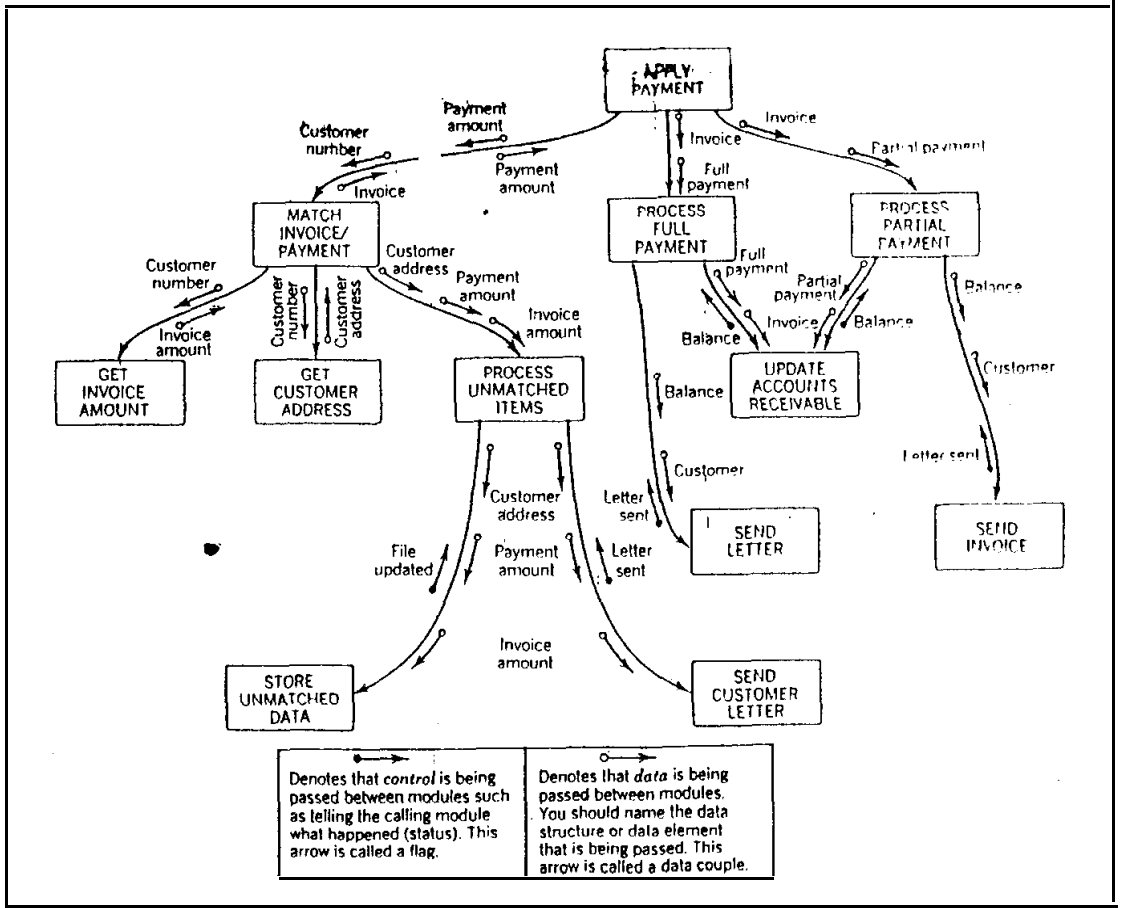 APPLY
PAYMENT
Payment
amount
Customer
number
Invoice
Invoice
Partial payment
Payment
amount
Full
payment
Invoice
MATCH
INVOICE/
PAYMENT
PROCESS
FULL
PAYMENT
PROCESS
PARTIAL
PAYMENT
Customer
number
Customer
address
Payment
amount
Invoice
amount
Customer
number
Customer
address
Invoice
amount
Full
payment
Partial
payment
Balance
Invoice
Balance
Balance
GET
INVOICE
AMOUNT
GET
CUSTOMER
ADDRESS
PROCESS
UNMATCHED
ITEMS
UPDATE
ACCOUNTS
RECEIVABLE
Customer
Balance
Customer
Letter sent
Customer
address
Letter
sent
SEND
LETTER
SEND
INVOICE
File
updated
Payment
amount
Letter
sent
Invoice
amount
STORE
UNMATCHED
DATA
SEND
CUSTOMER
LETTER
Denotes that control is being
passed between modules such
as telling the calling module
what happened (status). This
arrow is called a flag.
Denotes that data is being
passed between modules.
You should name the data
structure or data element
that is being passed. This
arrow is called a data couple.